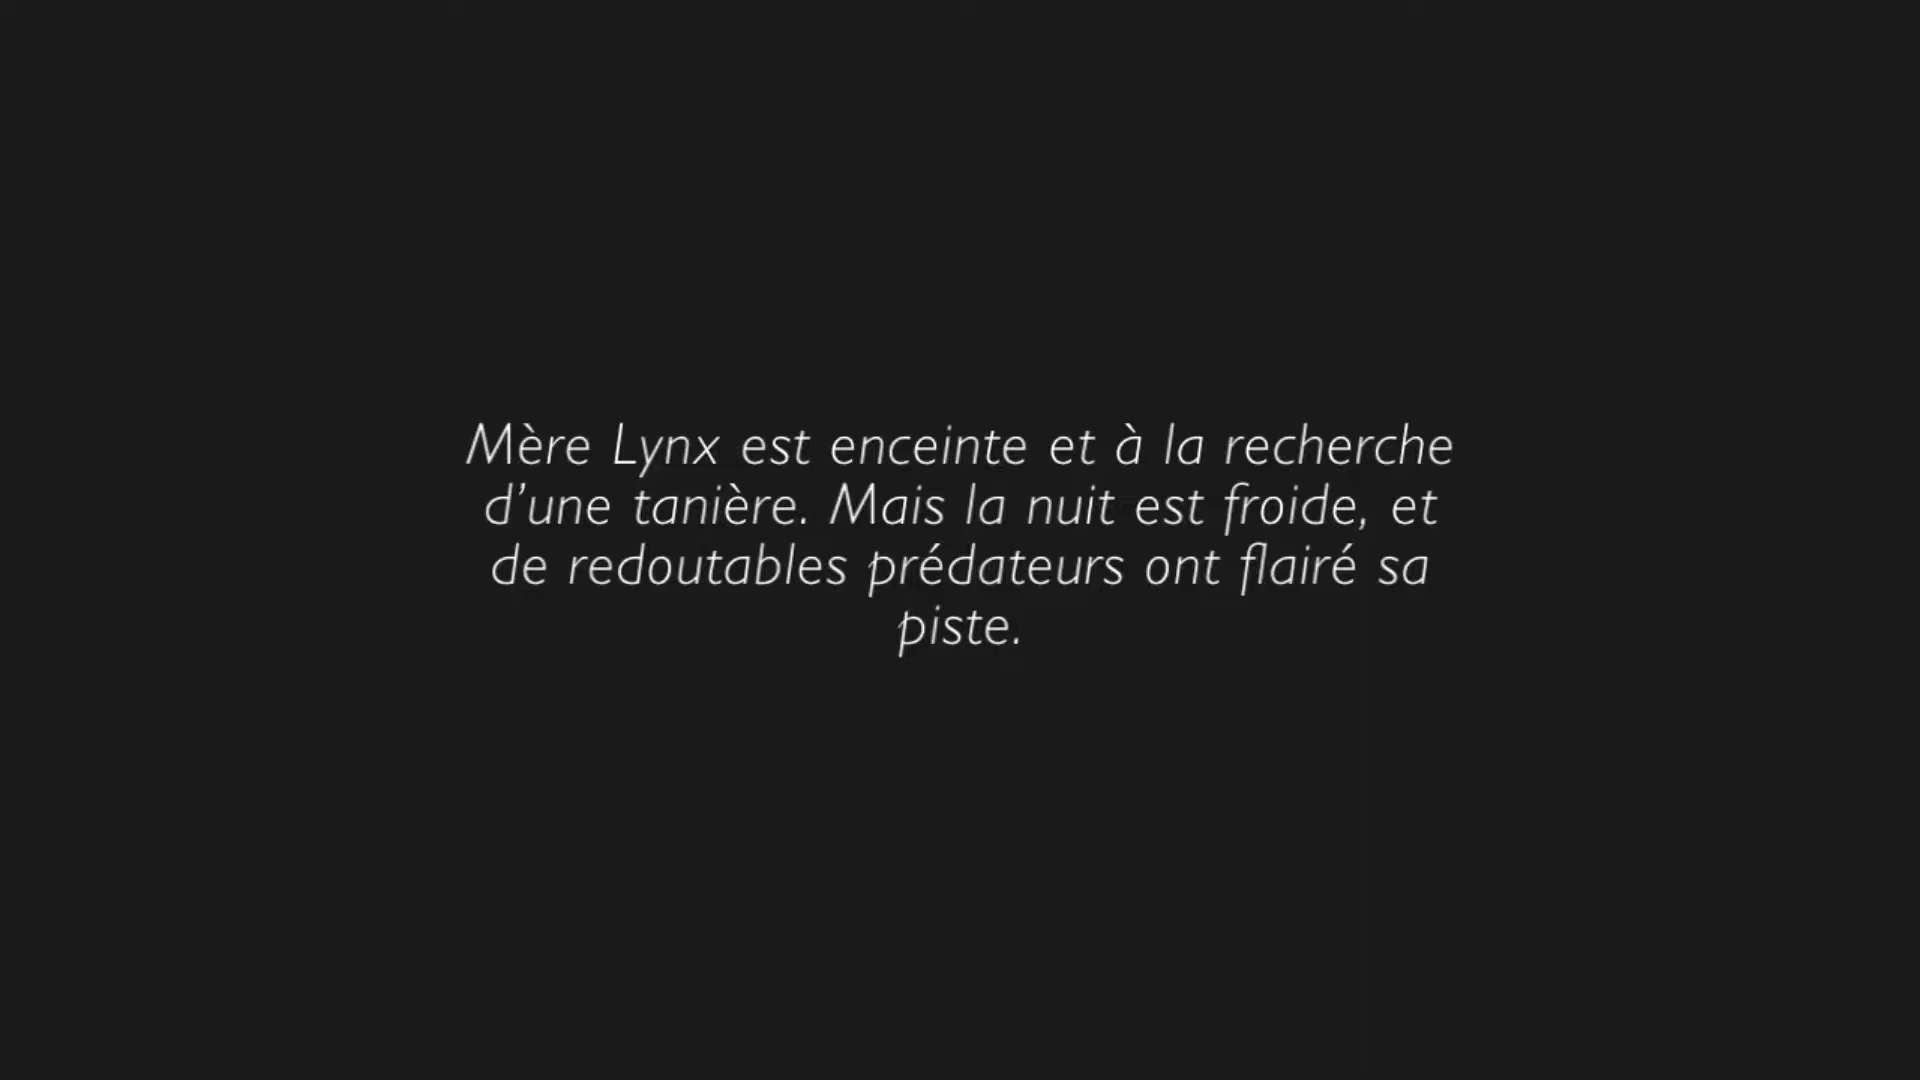 Mère Lynx est enceinte et à la recherche
d’une tanière. Mais la nuit est froide, et
de redoutables prédateurs ont flairé sa
piste.